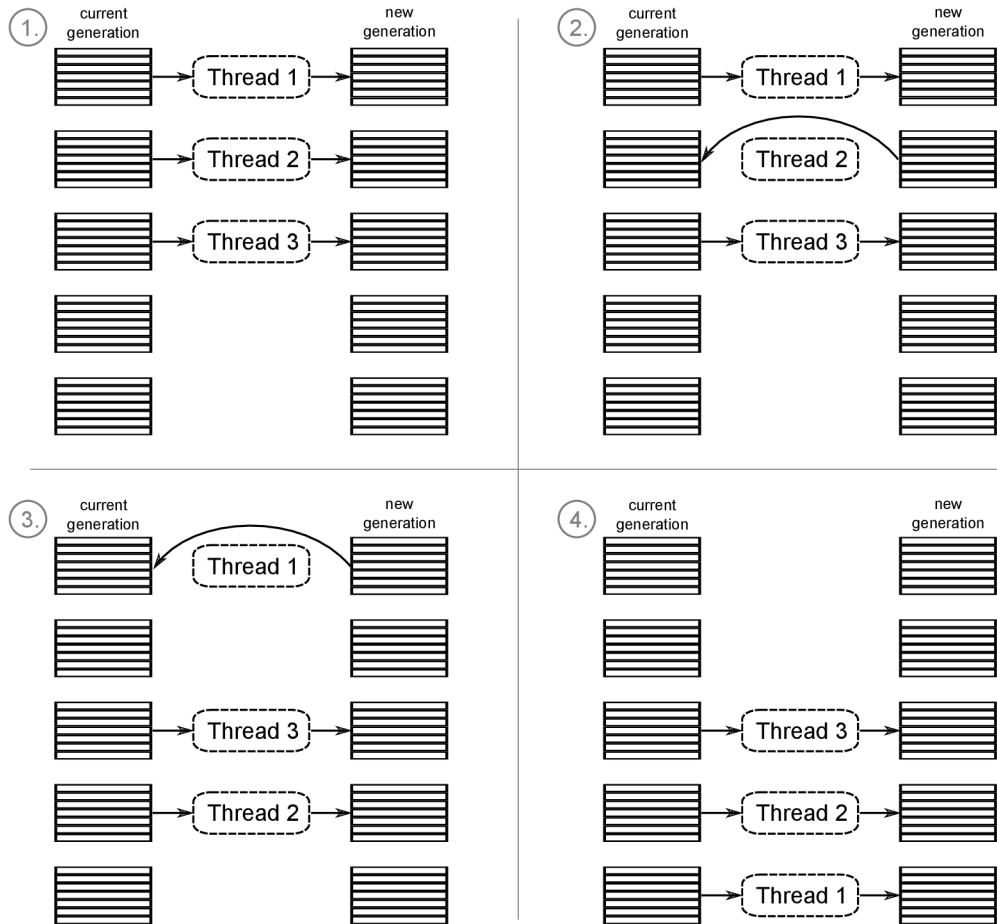 1.
current
generation
new
generation
Thread 1
Thread 2
Thread 3
2.
current
generation
new
generation
Thread 1
Thread 2
Thread 3
3.
current
generation
new
generation
Thread 1
Thread 3
Thread 2
4.
current
generation
new
generation
Thread 3
Thread 2
Thread 1